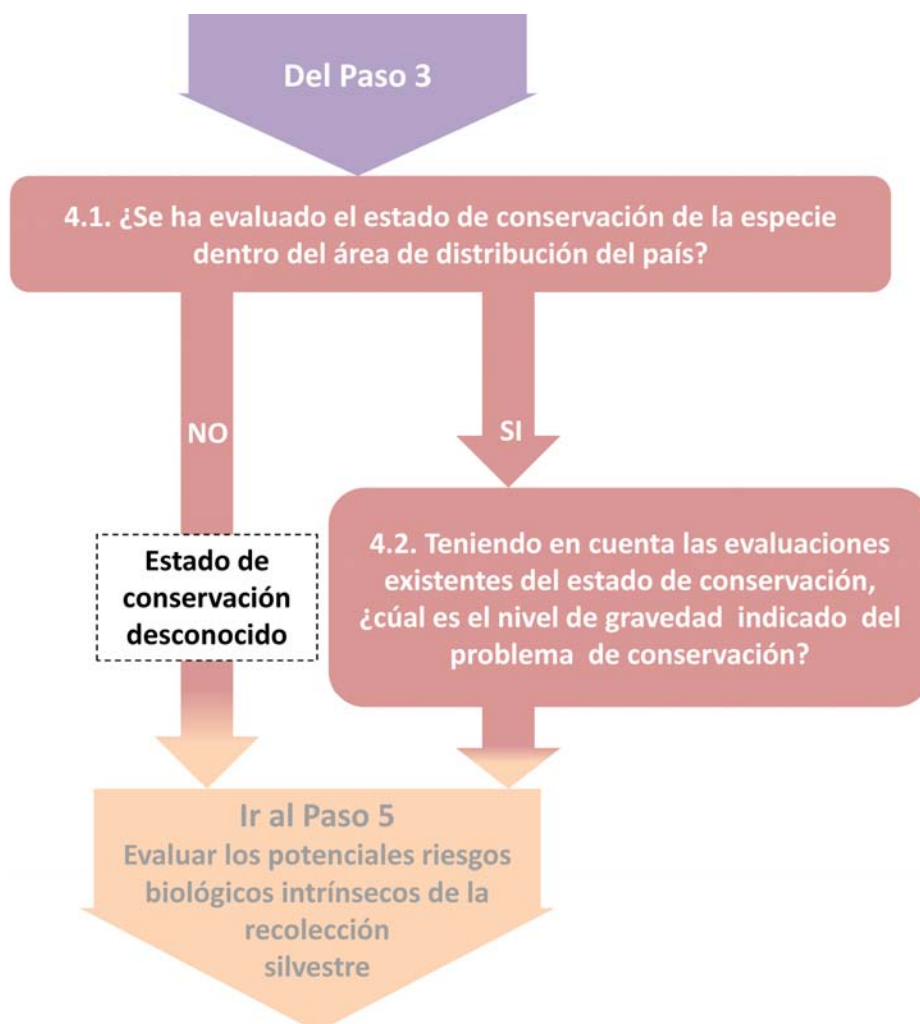 Del Paso 3
4.1. ¿Se ha evaluado el estado de conservación de la especie
dentro del área de distribución del país?
NO
SI
Estado de
conservación
desconocido
4.2. Teniendo en cuenta las evaluaciones
existentes del estado de conservación,
¿cúal es el nivel de gravedad indicado del
problema de conservación?
Ir al Paso 5
Evaluar los potenciales riesgos
biológicos intrínsecos de la
recolección
silvestre